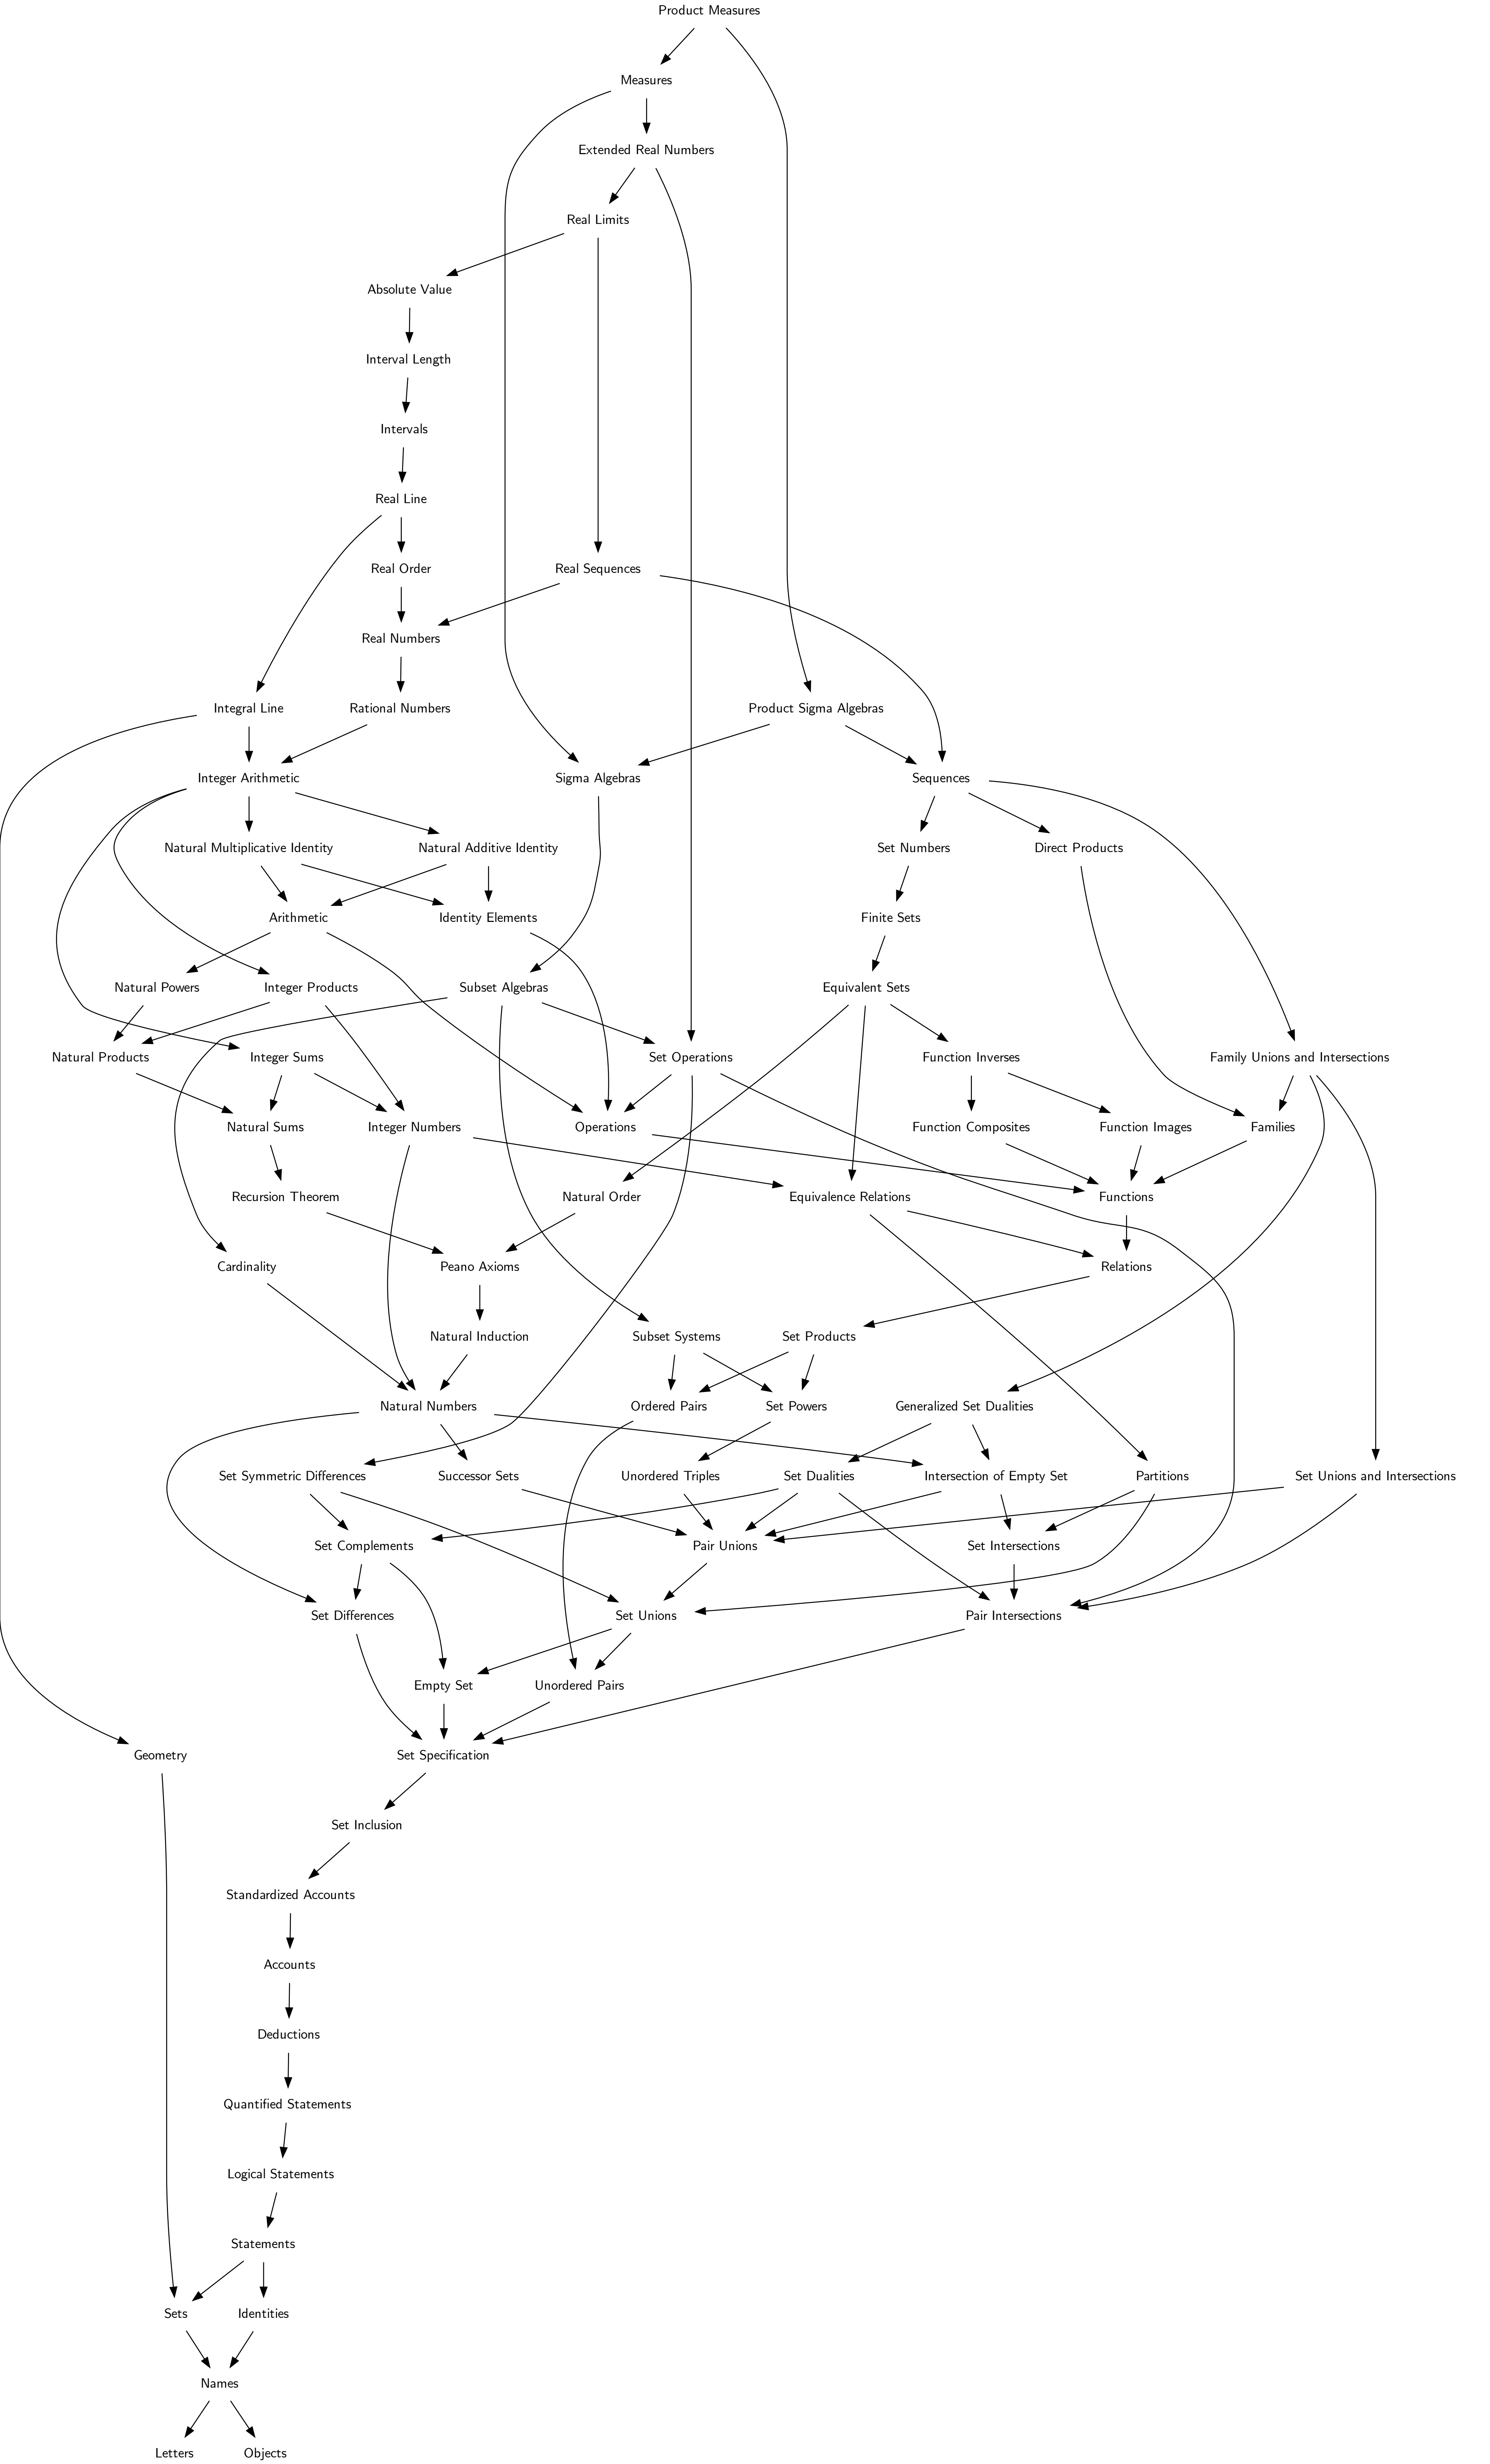 Product Measures
Measures
Extended Real Numbers
Real Limits
Absolute Value
Interval Length
Intervals
Real Line
Real Order
Real Sequences
Real Numbers
Integral Line
Rational Numbers
Product Sigma Algebras
Integer Arithmetic
Sigma Algebras
Sequences
Natural Multiplicative Identity
Natural Additive Identity
Set Numbers
Direct Products
Arithmetic
Identity Elements
Finite Sets
Natural Powers
Integer Products
Subset Algebras
Equivalent Sets
Natural Products
Integer Sums
Set Operations
Function Inverses
Family Unions and Intersections
Natural Sums
Integer Numbers
Operations
Function Composites
Function Images
Families
Recursion Theorem
Natural Order
Equivalence Relations
Functions
Cardinality
Peano Axioms
Relations
Natural Induction
Subset Systems
Set Products
Natural Numbers
Ordered Pairs
Set Powers
Generalized Set Dualities
Set Symmetric Differences
Successor Sets
Unordered Triples
Set Dualities
Intersection of Empty Set
Partitions
Set Unions and Intersections
Set Complements
Pair Unions
Set Intersections
Set Differences
Set Unions
Pair Intersections
Empty Set
Unordered Pairs
Geometry
Set Specification
Set Inclusion
Standardized Accounts
Accounts
Deductions
Quantified Statements
Logical Statements
Statements
Sets
Identities
Names
Letters
Objects